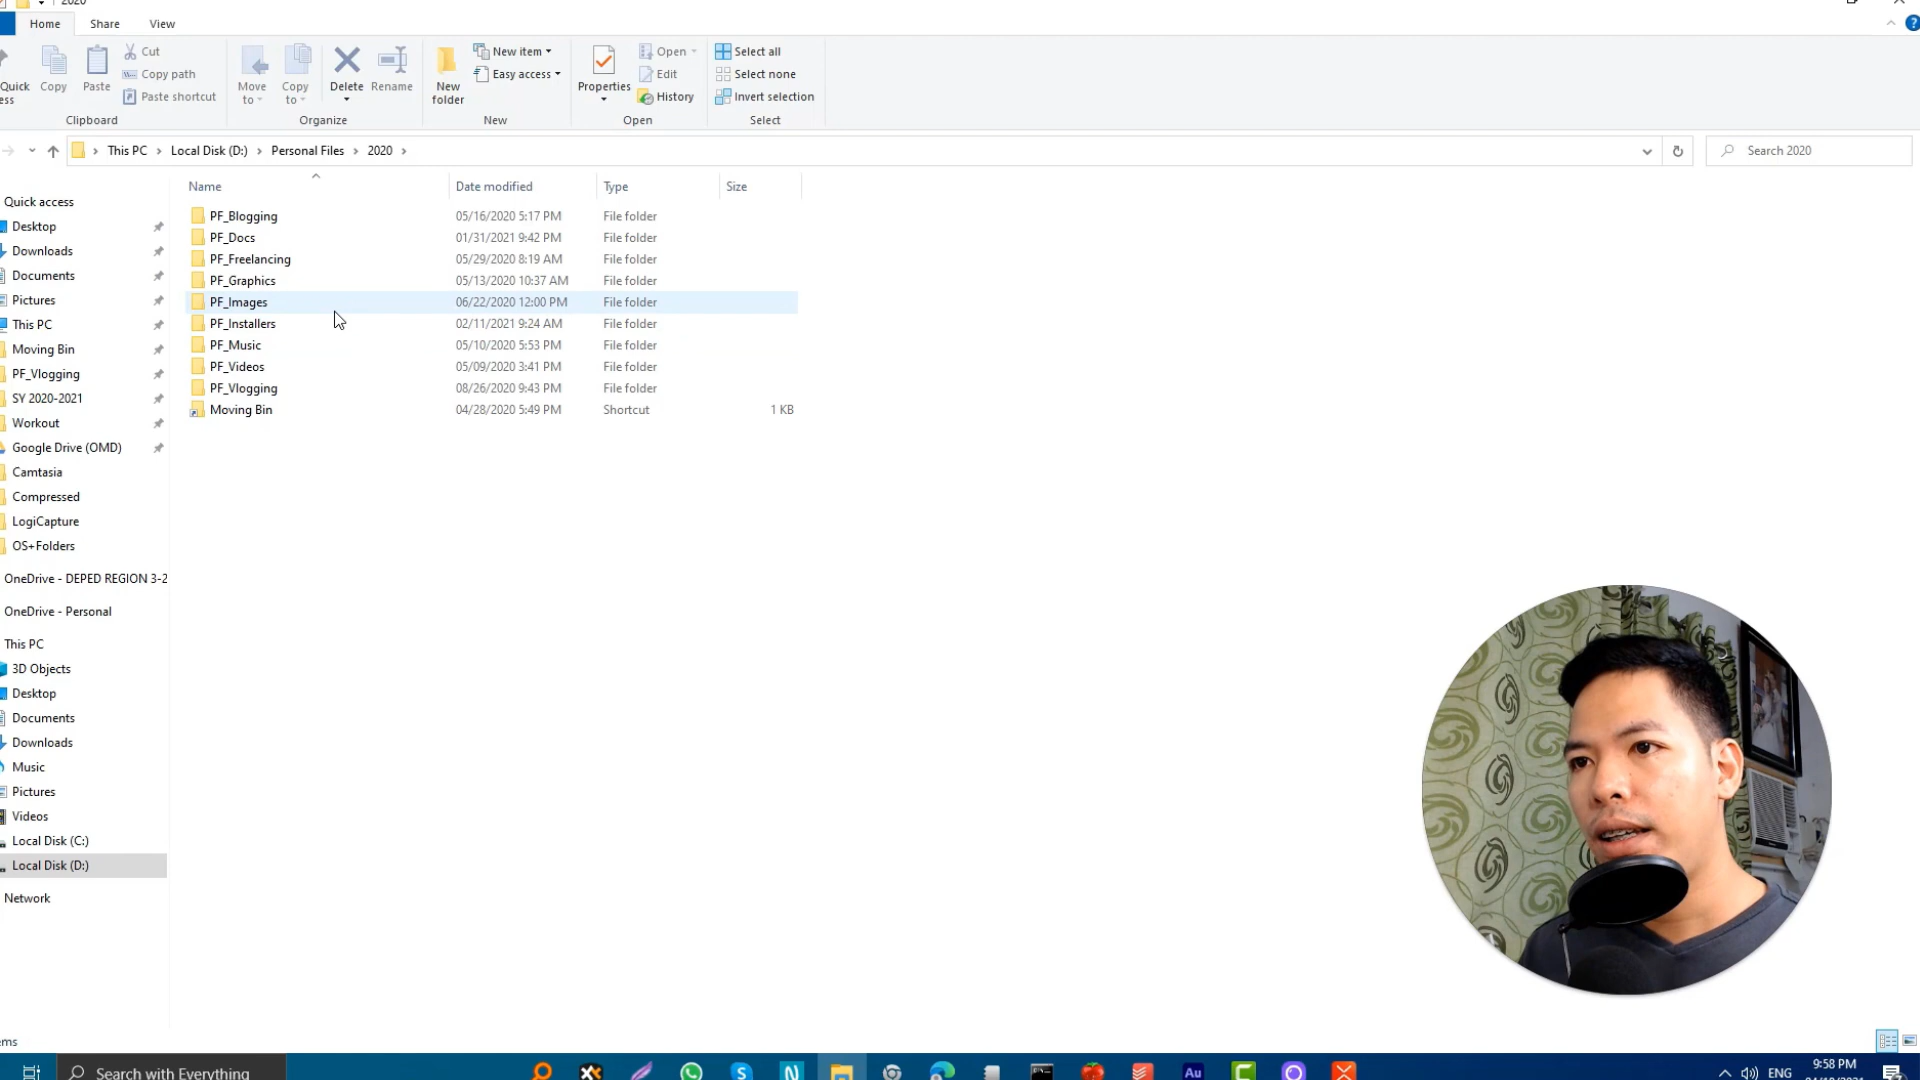 2020
Home Share View
Quick
ess
Copy
Paste
Cut
Copy path
Paste shortcut
Clipboard
Move
to
Copy
to
Delete
Rename
Organize
New
folder
New item
Easy access
New
Properties
Open
Edit
History
Open
Select all
Select none
Invert selection
Select
This PC > Local Disk (D:) > Personal Files > 2020 >
Search 2020
Name Date modified Type Size
PF_Blogging 05/16/2020 5:17 PM File folder
PF_Docs 01/31/2021 9:42 PM File folder
PF_Freelancing 05/29/2020 8:19 AM File folder
PF_Graphics 05/13/2020 10:37 AM File folder
PF_Images 06/22/2020 12:00 PM File folder
PF_Installers 02/11/2021 9:24 AM File folder
PF_Music 05/10/2020 5:53 PM File folder
PF_Videos 05/09/2020 3:41 PM File folder
PF_Vlogging 08/26/2020 9:43 PM File folder
Moving Bin 04/28/2020 5:49 PM Shortcut 1 KB
Quick access
Desktop
Downloads
Documents
Pictures
This PC
Moving Bin
PF_Vlogging
SY 2020-2021
Workout
Google Drive (OMD)
Camtasia
Compressed
LogiCapture
OS+Folders
OneDrive - DEPED REGION 3-2
OneDrive - Personal
This PC
3D Objects
Desktop
Documents
Downloads
Music
Pictures
Videos
Local Disk (C:)
Local Disk (D:)
Network
ems
Search with Everything
Au
ENG
9:58 PM